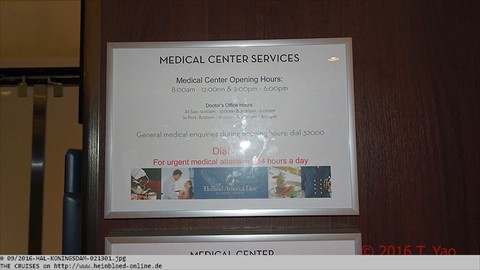 MEDICAL CENTER SERVICES
Medical Center Opening Hours:
8:00am - 12:00nn & 3:00pm - 6:00pm
Doctor's Office Hours
General medical enquiries during opening hours: dial 32000
Dial
For urgent medical 24 hours a day
Holland America Line
MEDICAL CENTER
© 2016 T. Yao
@ 09/2016-HAL-KONINGSDAM-021301.jpg
THE CRUISES on http://www.heinbloed-online.de